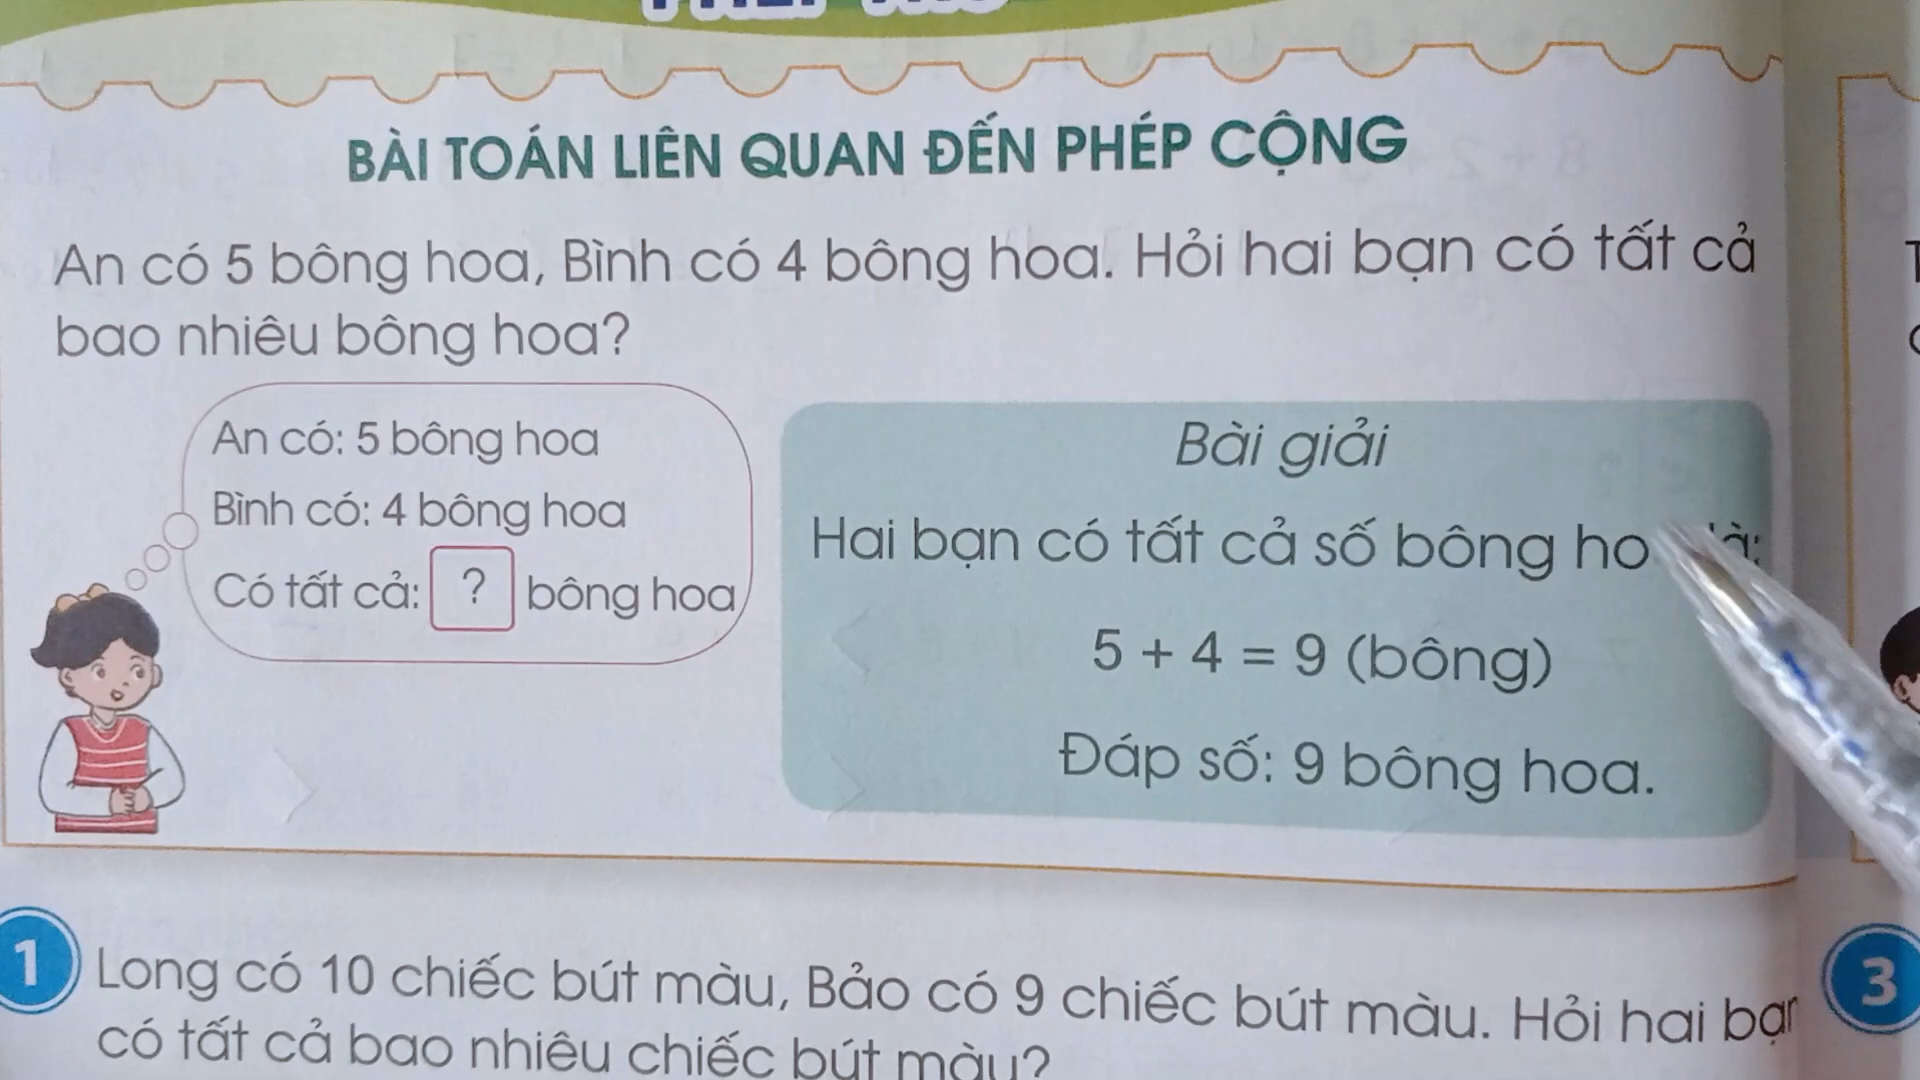 BÀI TOÁN LIÊN QUAN ĐẾN PHÉP CỘNG
An có 5 bông hoa, Bình có 4 bông hoa. Hỏi hai bạn có tất cả
bao nhiêu bông hoa?
An có: 5 bông hoa
Bình có: 4 bông hoa
Có tất cả: ? bông hoa
Bài giải
Hai bạn có tất cả số bông
5 + 4 = 9 (bông)
Đáp số: 9 bông hoa.
1 Long có 10 chiếc bút màu, Bảo có 9 chiếc bút màu. Hỏi hai bạn
có tất cả bao nhiêu chiếc bút màu?
3